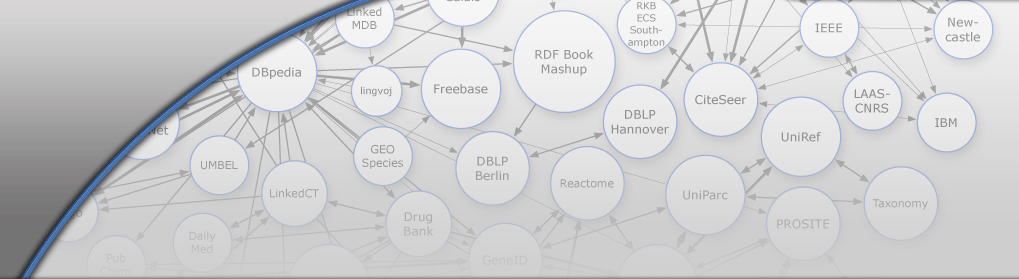 Linked
MDB
RKB
ECS
South-
ampton
IEEE
New-
castle
DBpedia
RDF Book
Mashup
lingvoj
Freebase
CiteSeer
LAAS-
CNRS
IBM
DBLP
Hannover
UniRef
Net
UMBEL
GEO
Species
DBLP
Berlin
Reactome
UniParc
Taxonomy
LinkedCT
Drug
Bank
PROSITE
Daily
Med
GeneID
Pub
Chem